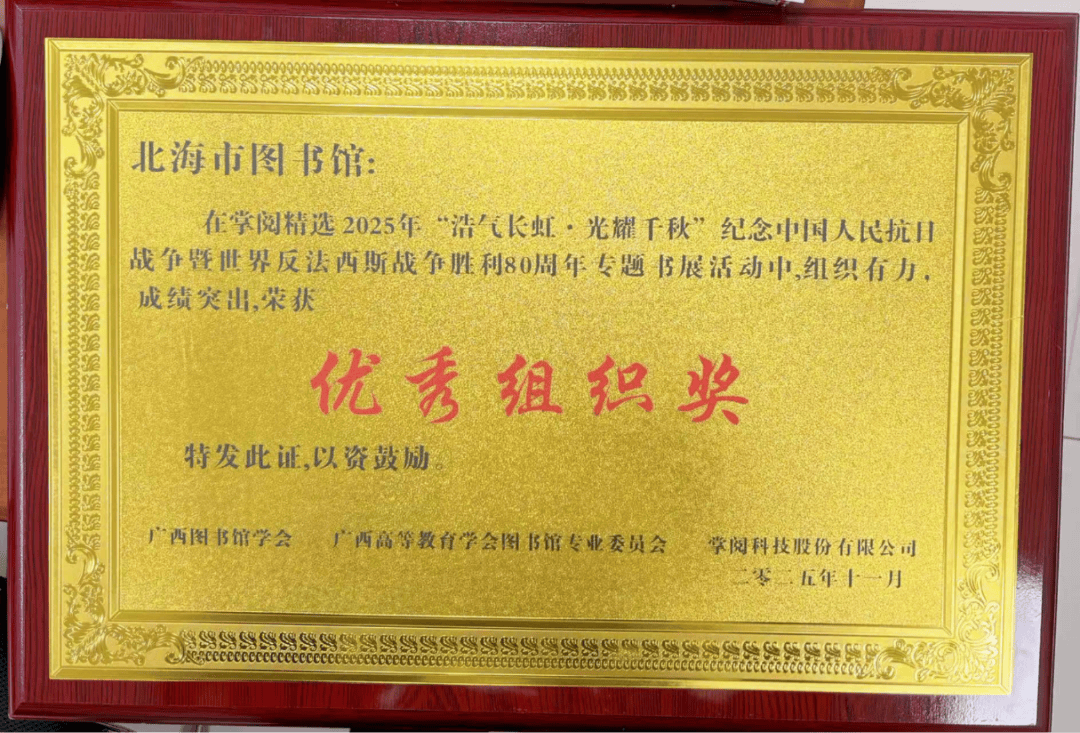 北海市图书馆:
在掌阅精选2025年“浩气长虹·光耀千秋”纪念中国人民抗日
战争暨世界反法西斯战争胜利80周年专题书展活动中,组织有力,
成绩突出,荣获
优秀组织奖
特发此证,以资鼓励。
广西图书馆学会 广西高等教育学会图书馆专业委员会 掌阅科技股份有限公司
二零二五年十一月